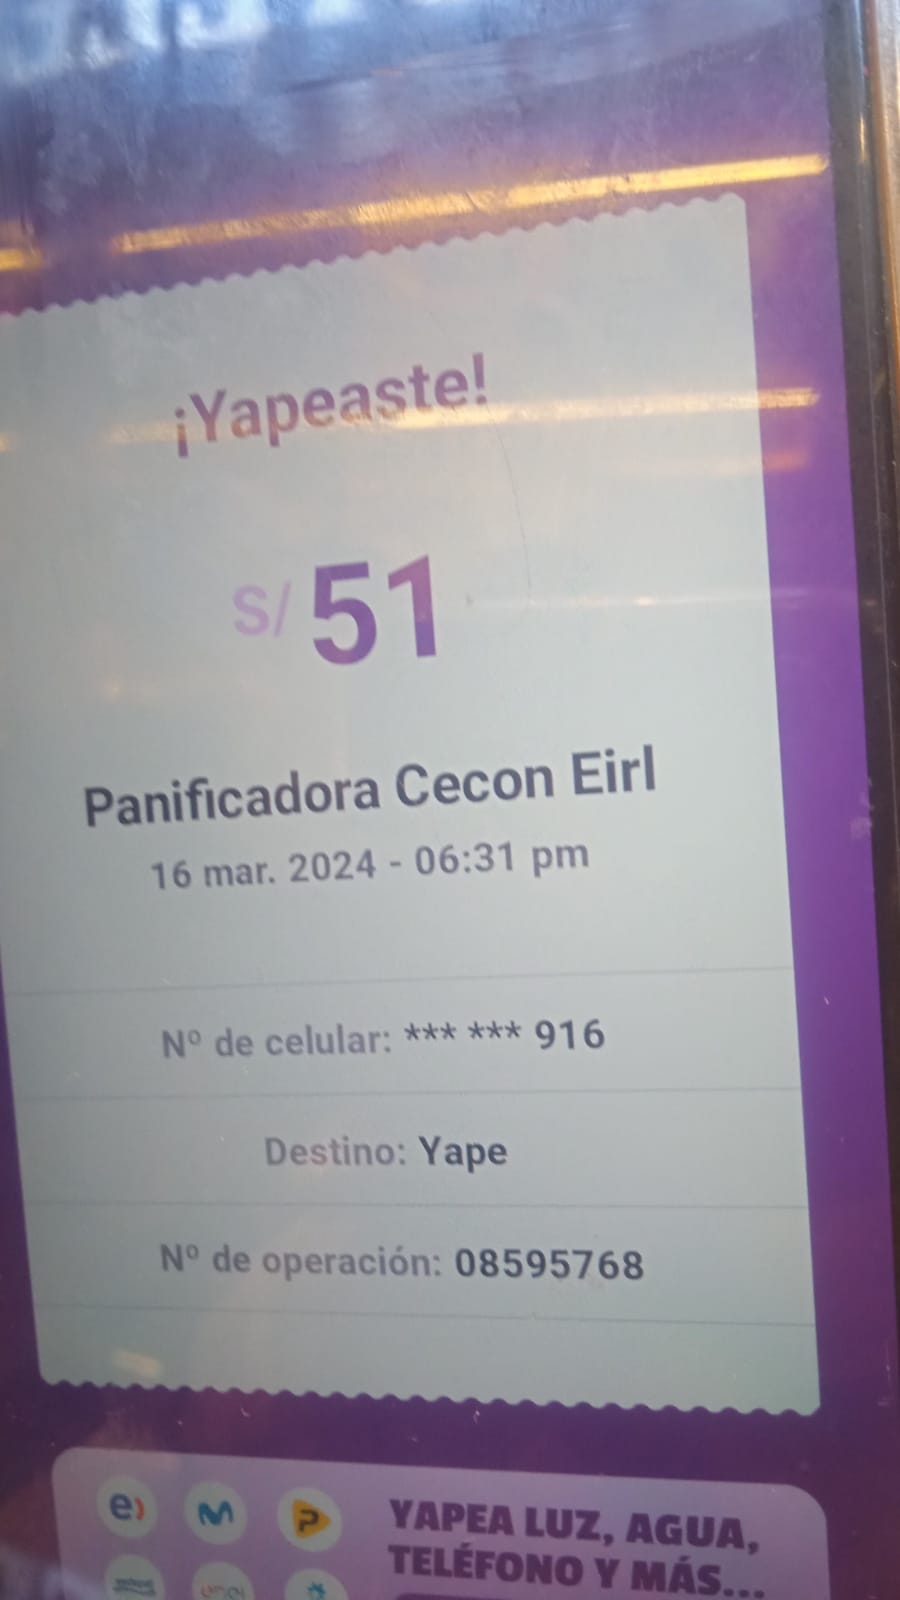 ¡Yapeaste!
S/ 51
Panificadora Cecon Eirl
16 mar. 2024 - 06:31 pm
Nº de celular: *** *** 916
Destino: Yape
Nº de operación: 08595768
e)
P
YAPEA LUZ, AGUA,
TELÉFONO Y MÁS...